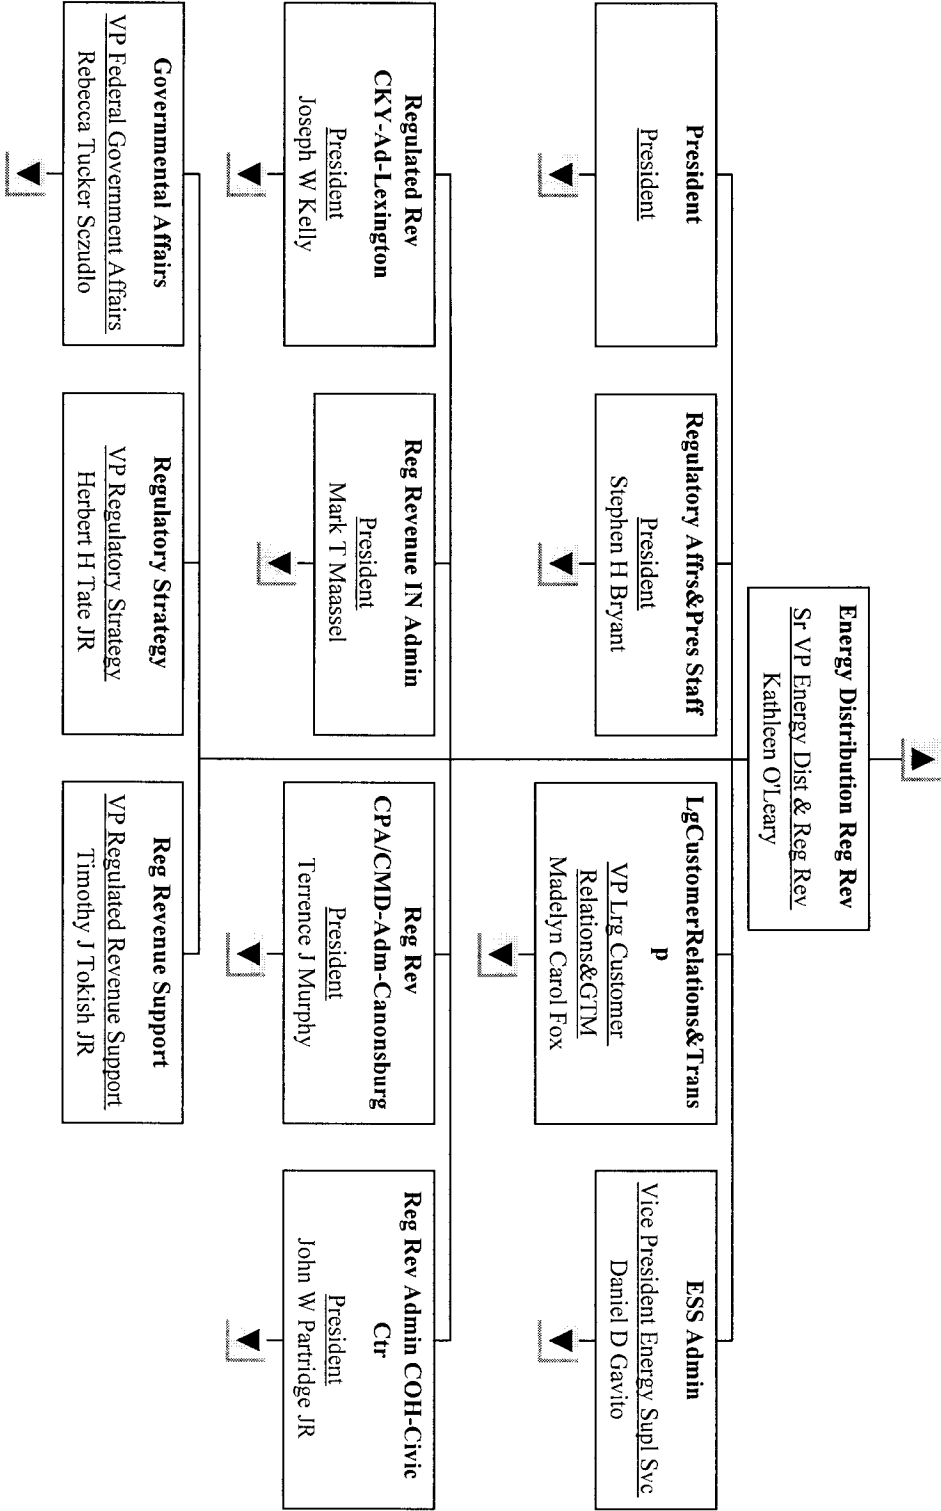 Energy Distribution Reg Rev
Sr VP Energy Dist & Reg Rev
Kathleen O'Leary
President
President
Regulatory Affrs&Pres Staff
President
Stephen H Bryant
LgCustomerRelations&Trans
p
VP Lrg Customer
Relations&GTM
Madelyn Carol Fox
ESS Admin
Vice President Energy Supl Svc
Daniel D Gavito
Regulated Rev
CKY-Ad-Lexington
President
Joseph W Kelly
Reg Revenue IN Admin
President
Mark T Maassel
Reg Rev
CPA/CMD-Adm-Canonsburg
President
Terrence J Murphy
Reg Rev Admin COH-Civic
Ctr
President
John W Partridge JR
Governmental Affairs
VP Federal Government Affairs
Rebecca Tucker Sczudlo
Regulatory Strategy
VP Regulatory Strategy
Herbert H Tate JR
Reg Revenue Support
VP Regulated Revenue Support
Timothy J Tokish JR